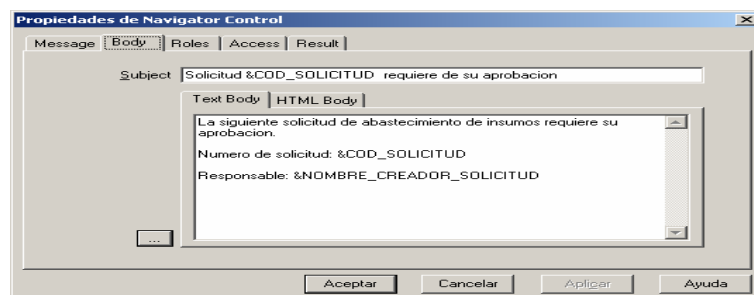 Propiedades de Navigator Control
Message Body Roles Access Result
Subject Solicitud &COD_SOLICITUD requiere de su aprobacion
Text Body HTML Body
La siguiente solicitud de abastecimiento de insumos requiere su
aprobacion.
Numero de solicitud: &COD_SOLICITUD
Responsable: &NOMBRE_CREADOR_SOLICITUD
...
Aceptar Cancelar Aplicar Ayuda